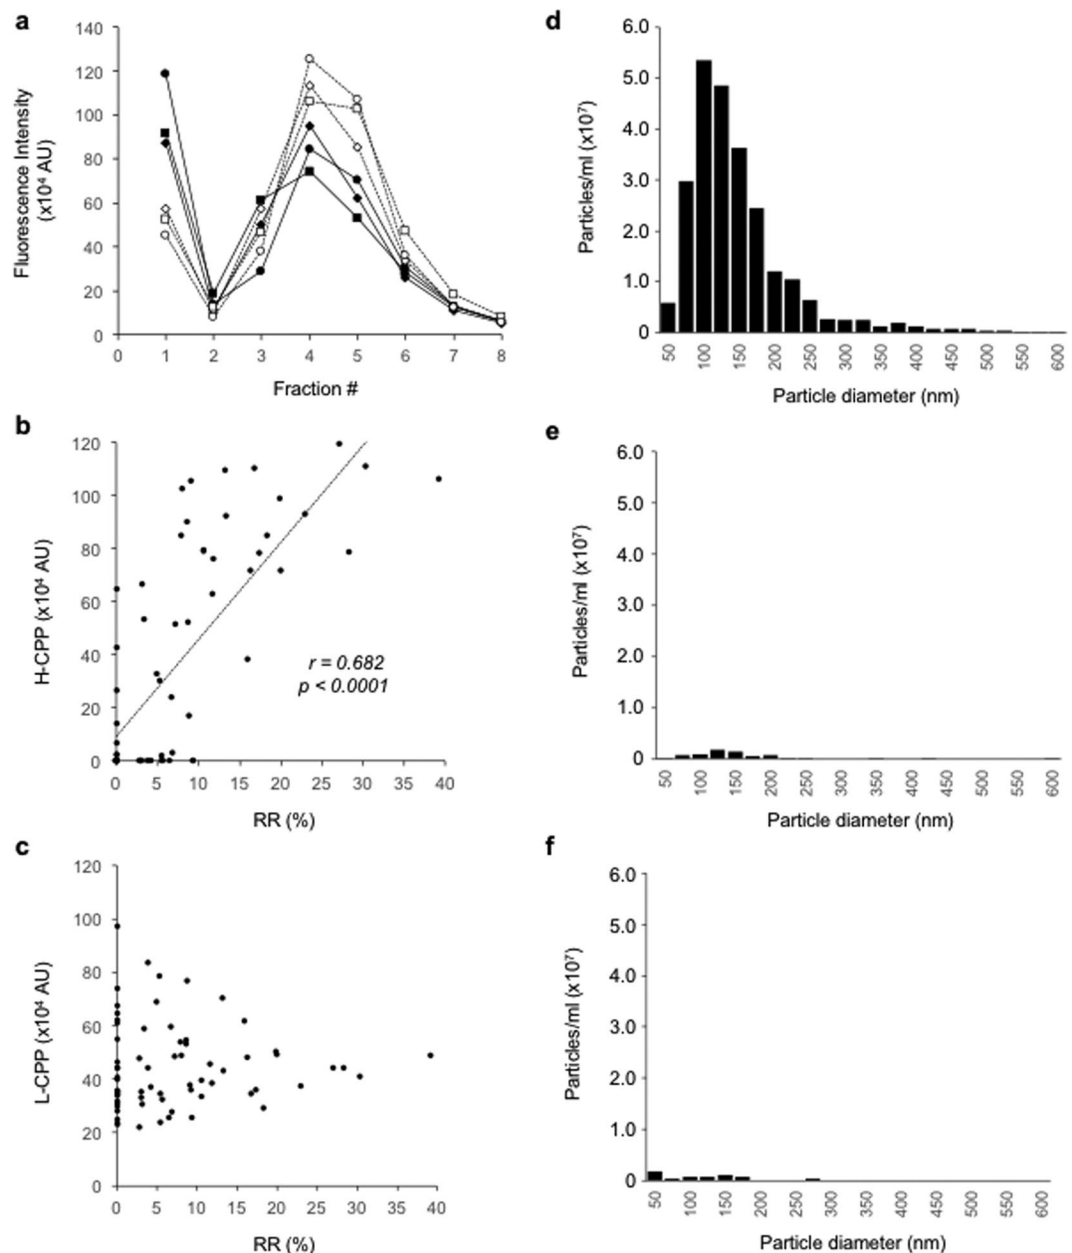 a
140
120
100
80
60
40
20
0
Fluorescence Intensity
(x10⁴ AU)
0 1 2 3 4 5 6 7 8
Fraction #
b
120
100
80
60
40
20
0
H-CPP (x10⁴ AU)
r = 0.682
p < 0.0001
0 5 10 15 20 25 30 35 40
RR (%)
c
120
100
80
60
40
20
0
L-CPP (x10⁴ AU)
0 5 10 15 20 25 30 35 40
RR (%)
d
6.0
5.0
4.0
3.0
2.0
1.0
0
Particles/ml (x10⁷)
50 100 150 200 250 300 350 400 450 500 550 600
Particle diameter (nm)
e
6.0
5.0
4.0
3.0
2.0
1.0
0
Particles/ml (x10⁷)
50 100 150 200 250 300 350 400 450 500 550 600
Particle diameter (nm)
f
6.0
5.0
4.0
3.0
2.0
1.0
0
Particles/ml (x10⁷)
50 100 150 200 250 300 350 400 450 500 550 600
Particle diameter (nm)